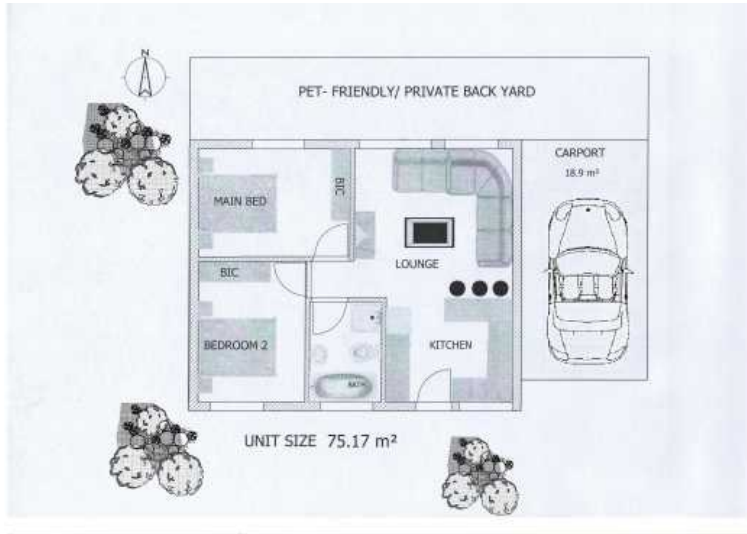 N
PET- FRIENDLY/ PRIVATE BACK YARD
CARPORT
18.9 m²
MAIN BED
BIC
LOUNGE
BIC
BEDROOM 2
KITCHEN
BATH
UNIT SIZE 75.17 m²